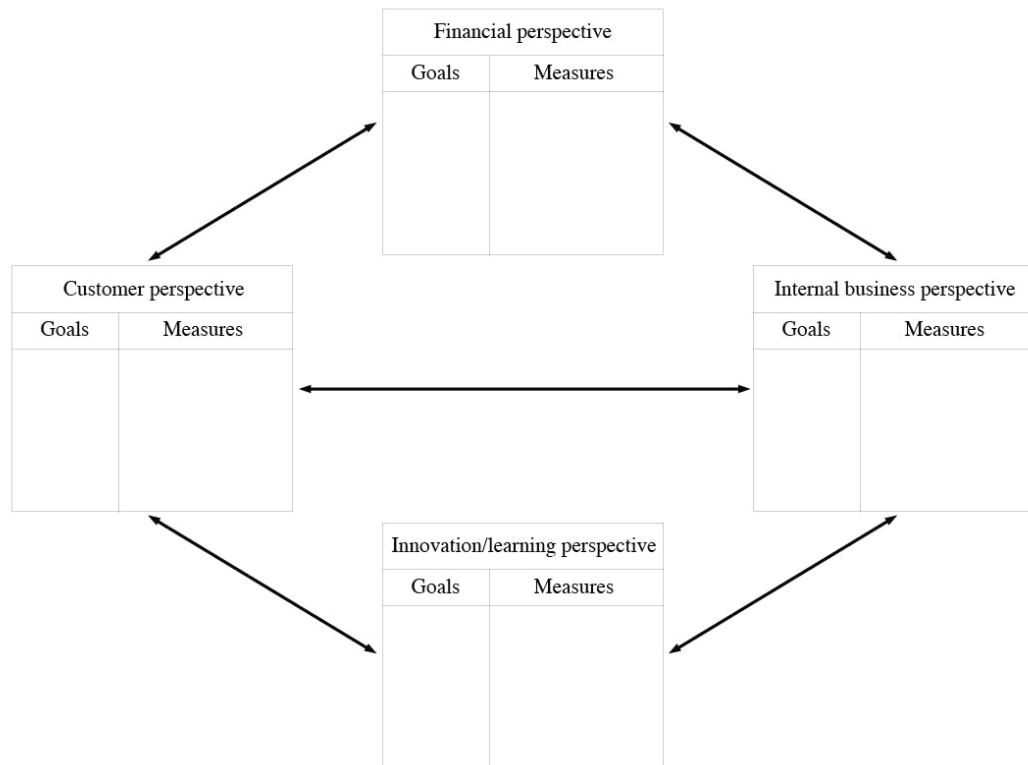 Financial perspective
Goals Measures
Customer perspective
Goals Measures
Internal business perspective
Goals Measures
Innovation/learning perspective
Goals Measures